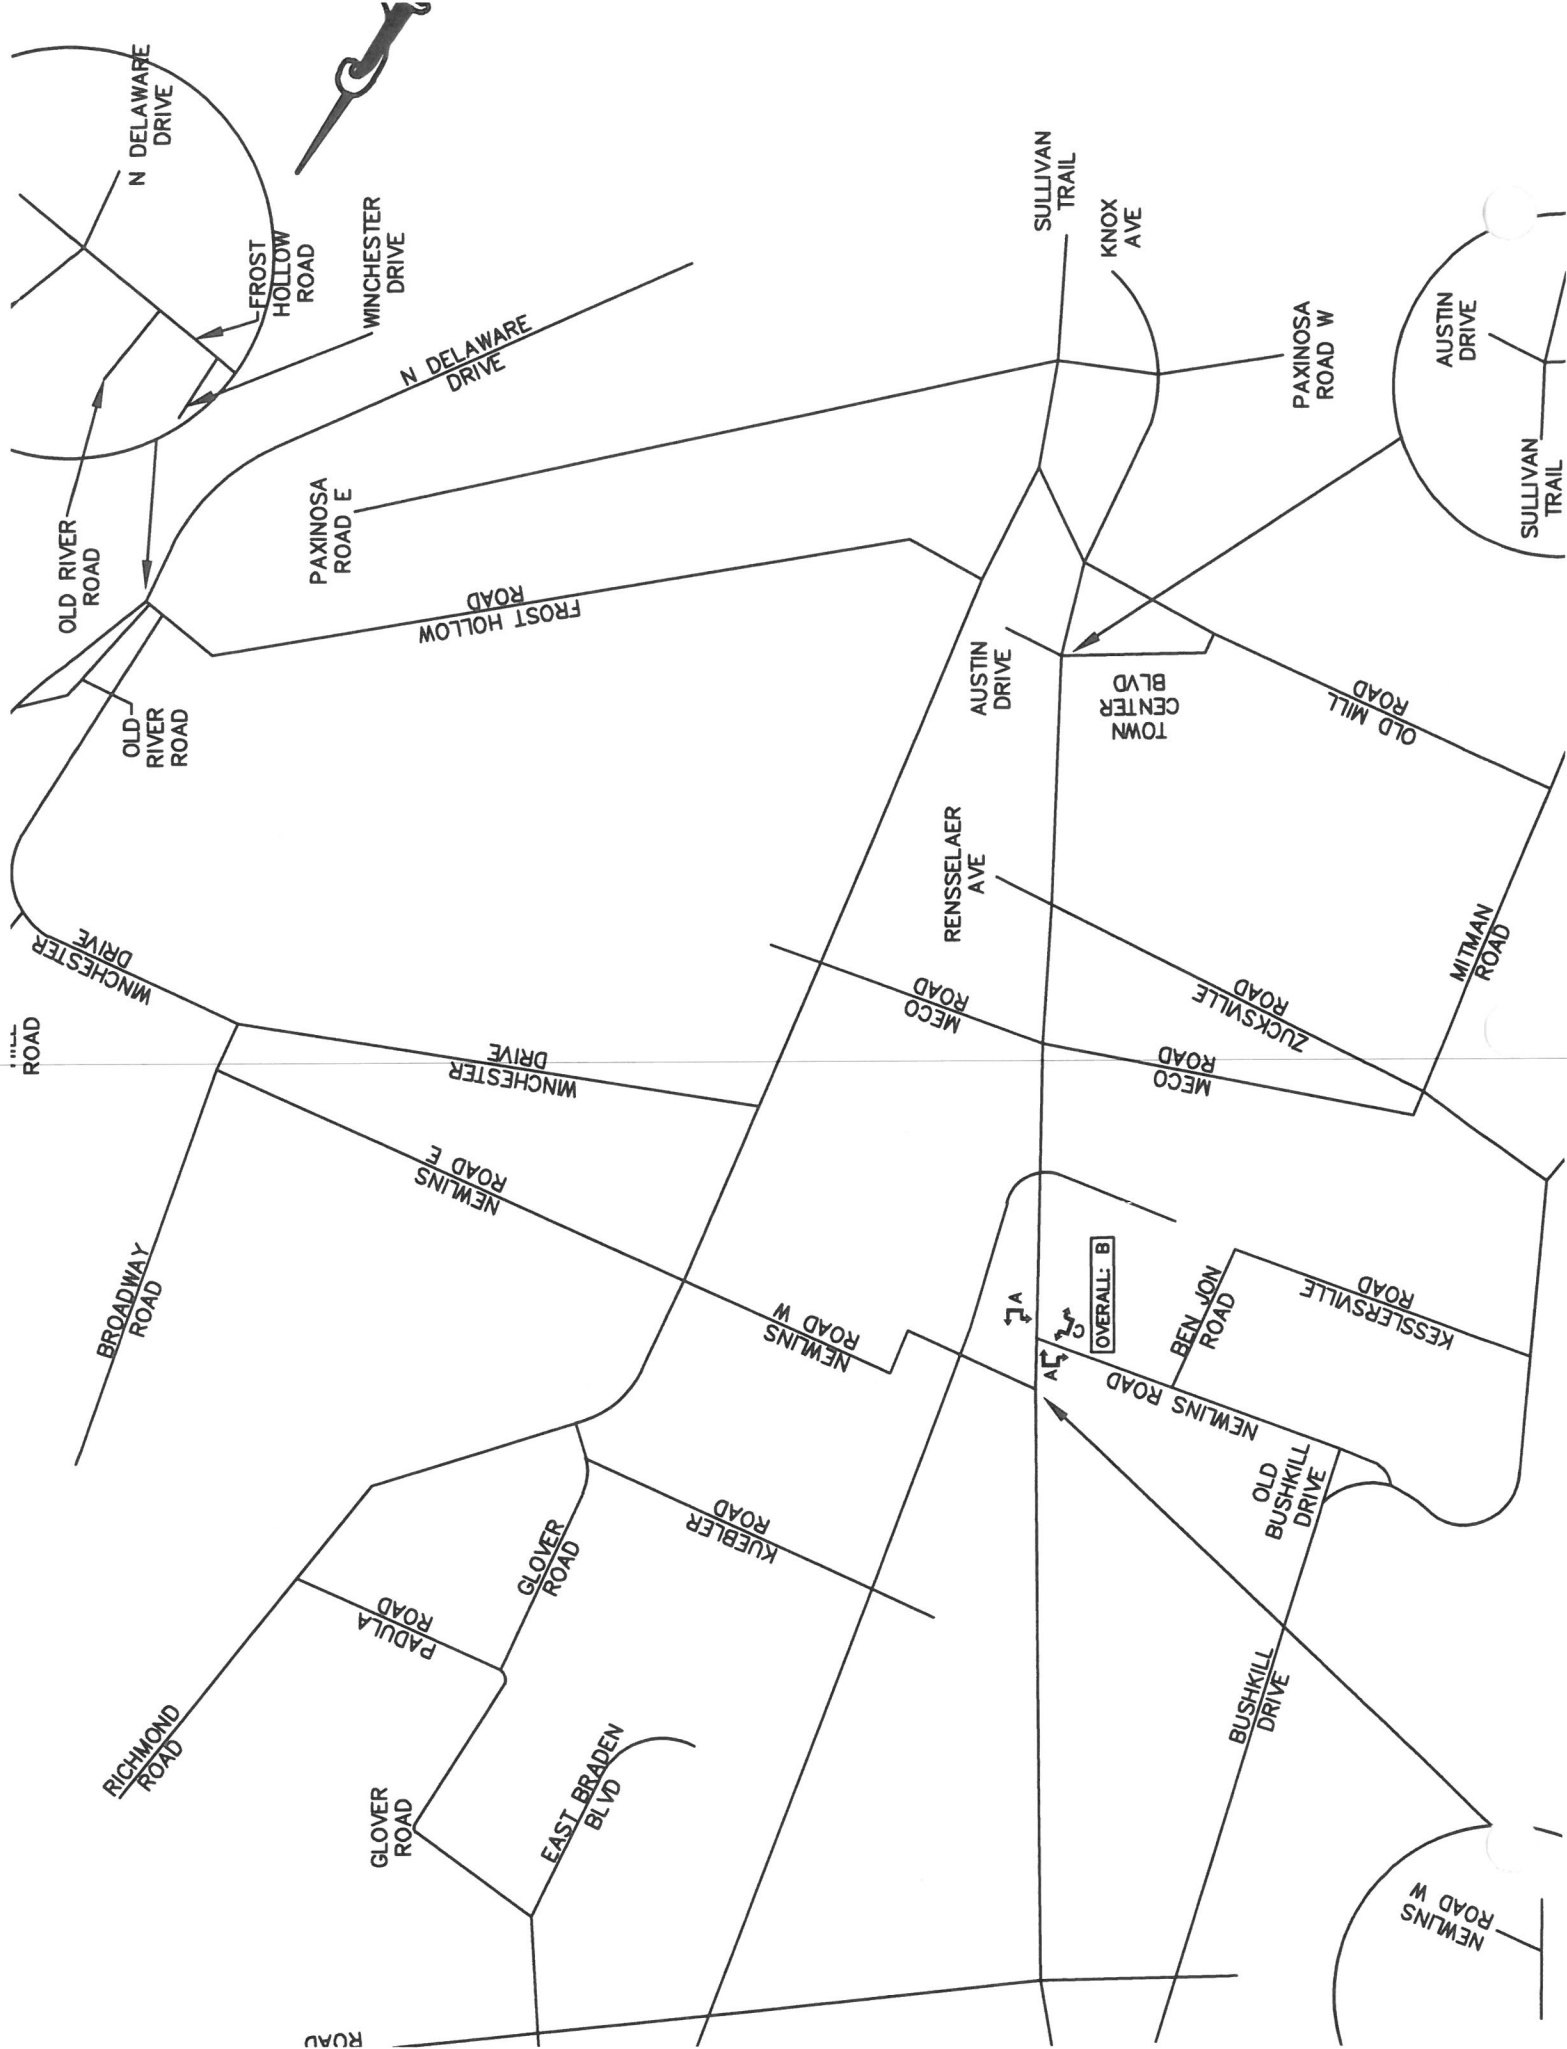 N DELAWARE
DRIVE
FROST
HOLLOW
ROAD
WINCHESTER
DRIVE
OLD RIVER
ROAD
N DELAWARE
DRIVE
PAXINOSA
ROAD E
SULLIVAN
TRAIL
KNOX
AVE
PAXINOSA
ROAD W
AUSTIN
DRIVE
SULLIVAN
TRAIL
FROST HOLLOW
ROAD
OLD
RIVER
ROAD
AUSTIN
DRIVE
TOWN
CENTER
BLVD
OLD MILL
ROAD
RENSSELAER
AVE
MITMAN
ROAD
WINCHESTER
DRIVE
ROAD
MECO
ROAD
ZUCKSVILLE
ROAD
WINCHESTER
DRIVE
MECO
ROAD
NEWLINS
ROAD E
BROADWAY
ROAD
NEWLINS
ROAD W
A
A
C
OVERALL: B
BEN JON
ROAD
KESSLERSVILLE
ROAD
NEWLINS ROAD
OLD
BUSHKILL
DRIVE
KUEBLER
ROAD
GLOVER
ROAD
PADULA
ROAD
RICHMOND
ROAD
BUSHKILL
DRIVE
EAST BRADEN
BLVD
GLOVER
ROAD
NEWLINS
ROAD W
ROAD